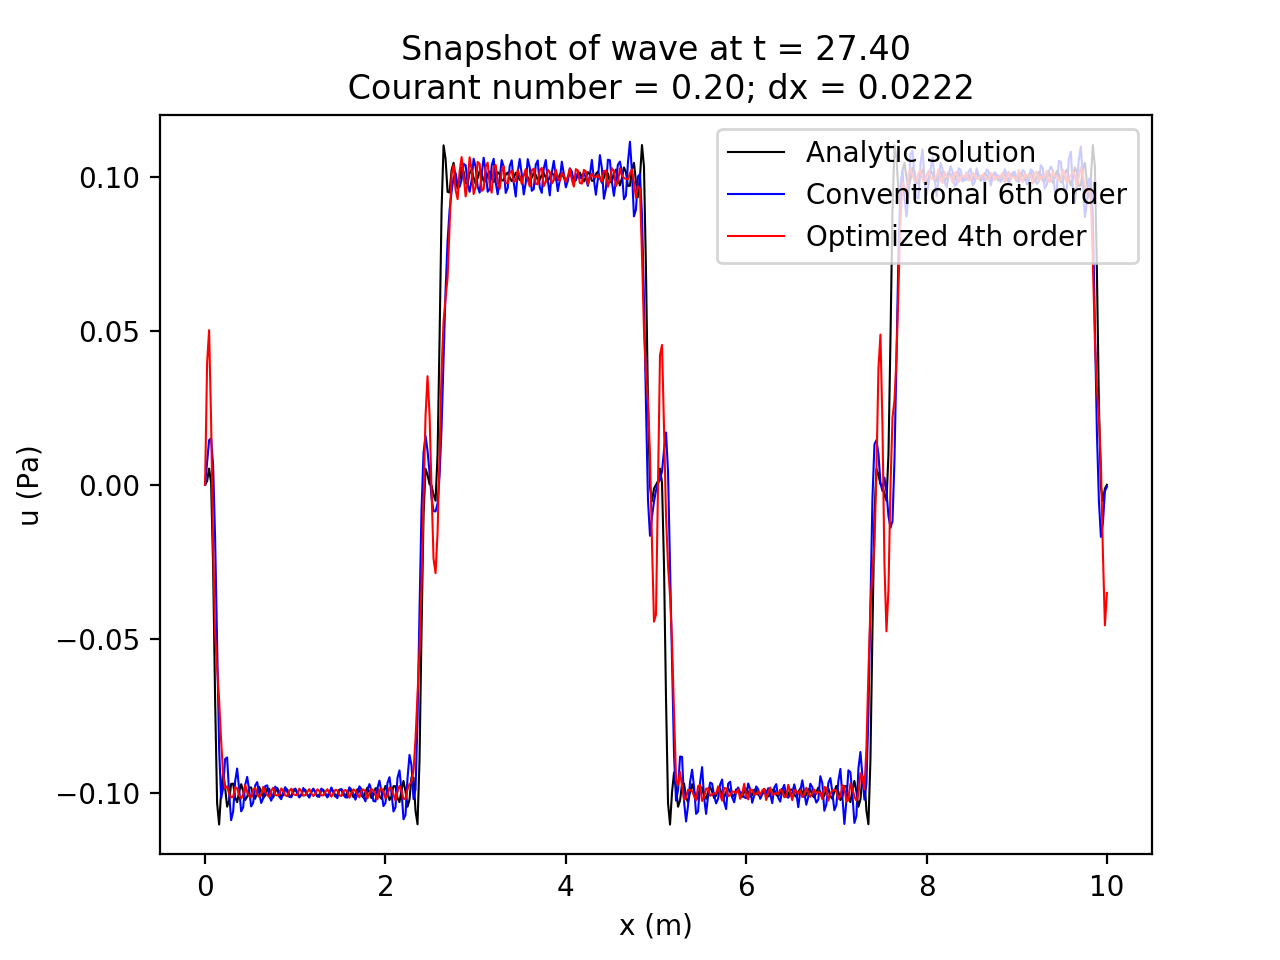 Snapshot of wave at t = 27.40
Courant number = 0.20; dx = 0.0222
Analytic solution
Conventional 6th order
Optimized 4th order
0.10
0.05
0.00
−0.05
−0.10
u (Pa)
0 2 4 6 8 10
x (m)